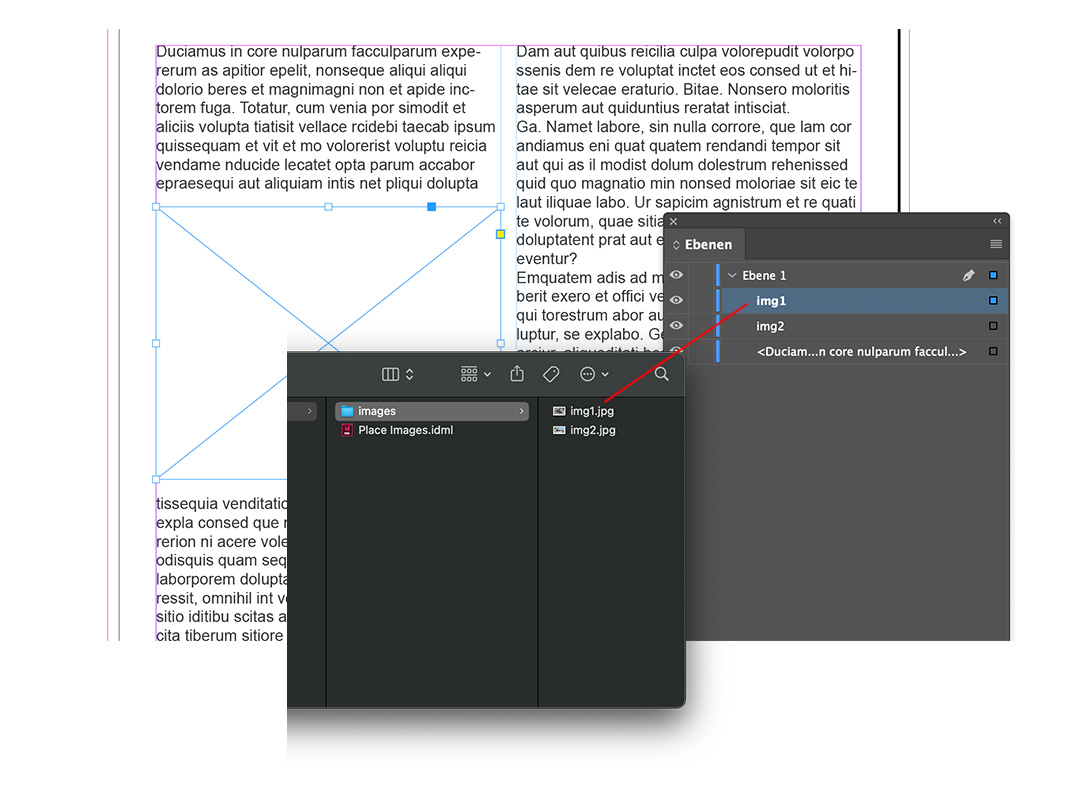 Duciamus in core nulparum facculparum expe-
rerum as apitior epelit, nonseque aliqui aliqui
dolorio beres et magnimagni non et apide inc-
torem fuga. Totatur, cum venia por simodit et
aliciis volupta tiatisit vellace rcidebi taecab ipsum
quissequam et vit et mo volorerist voluptu reicia
vendame nducide lecatet opta parum accabor
epraesequi aut aliquiam intis net pliqui dolupta
tissequia venditatio
expla consed que
rerion ni acere vole
odisquis quam seq
laborporem dolupta
ressit, omnihil int v
sitio iditibu scitas a
cita tiberum sitiore
Dam aut quibus reicilia culpa volorepudit volorpo
ssenis dem re voluptat inctet eos consed ut et hi-
tae sit velecae eraturio. Bitae. Nonsero moloritis
asperum aut quiduntius reratat intisciat.
Ga. Namet labore, sin nulla corrore, que lam cor
andiamus eni quat quatem rendandi tempor sit
aut qui as il modist dolum dolestrum rehenissed
quid quo magnatio min nonsed moloriae sit eic te
laut iliquae labo. Ur sapicim agnistrum et re quati
te volorum, quae sitia
doluptatent prat aut e
eventur?
Emquatem adis ad m
berit exero et offici ve
qui torestrum abor au
luptur, se explabo. Ge
Ebenen
Ebene 1
img1
img2
<Duciam...n core nulparum faccul...>
images
Place Images.idml
img1.jpg
img2.jpg